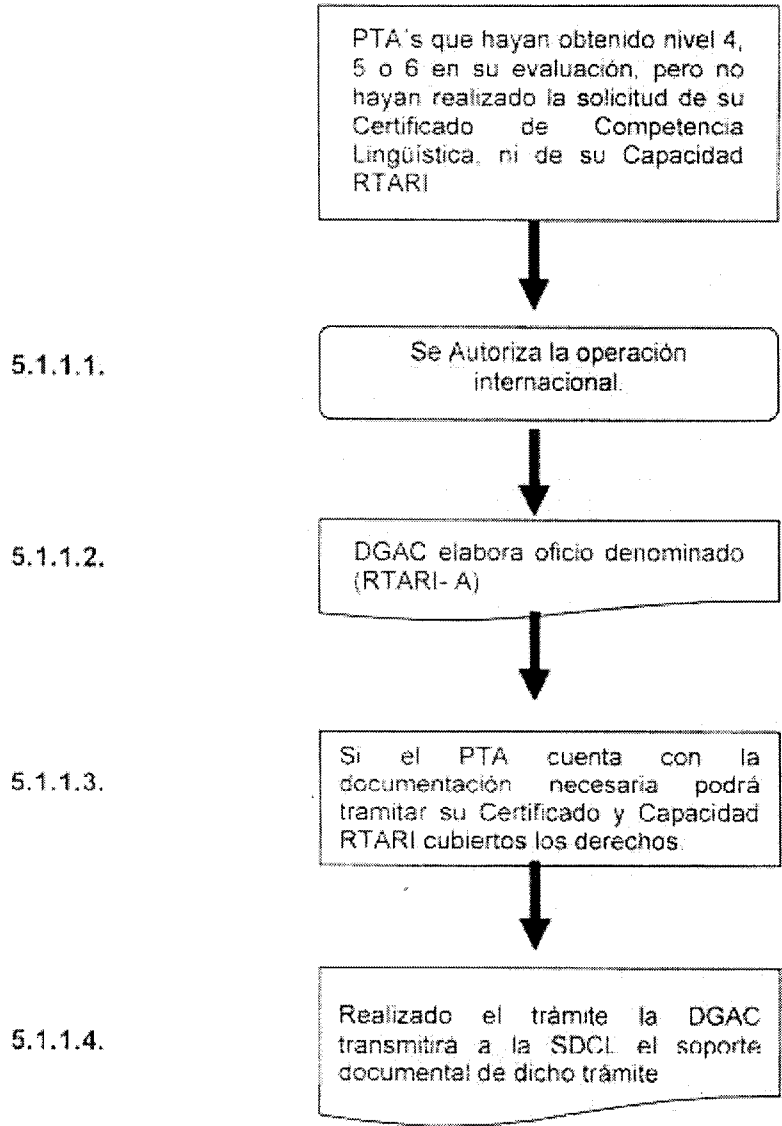 PTA´s que hayan obtenido nivel 4,
5 o 6 en su evaluación, pero no
hayan realizado la solicitud de su
Certificado de Competencia
Lingüística, ni de su Capacidad
RTARI
5.1.1.1.
Se Autoriza la operación
internacional.
5.1.1.2.
DGAC elabora oficio denominado
(RTARI- A)
5.1.1.3.
Si el PTA cuenta con la
documentación necesaria podrá
tramitar su Certificado y Capacidad
RTARI cubiertos los derechos.
5.1.1.4.
Realizado el trámite la DGAC
transmitirá a la SDCL el soporte
documental de dicho trámite